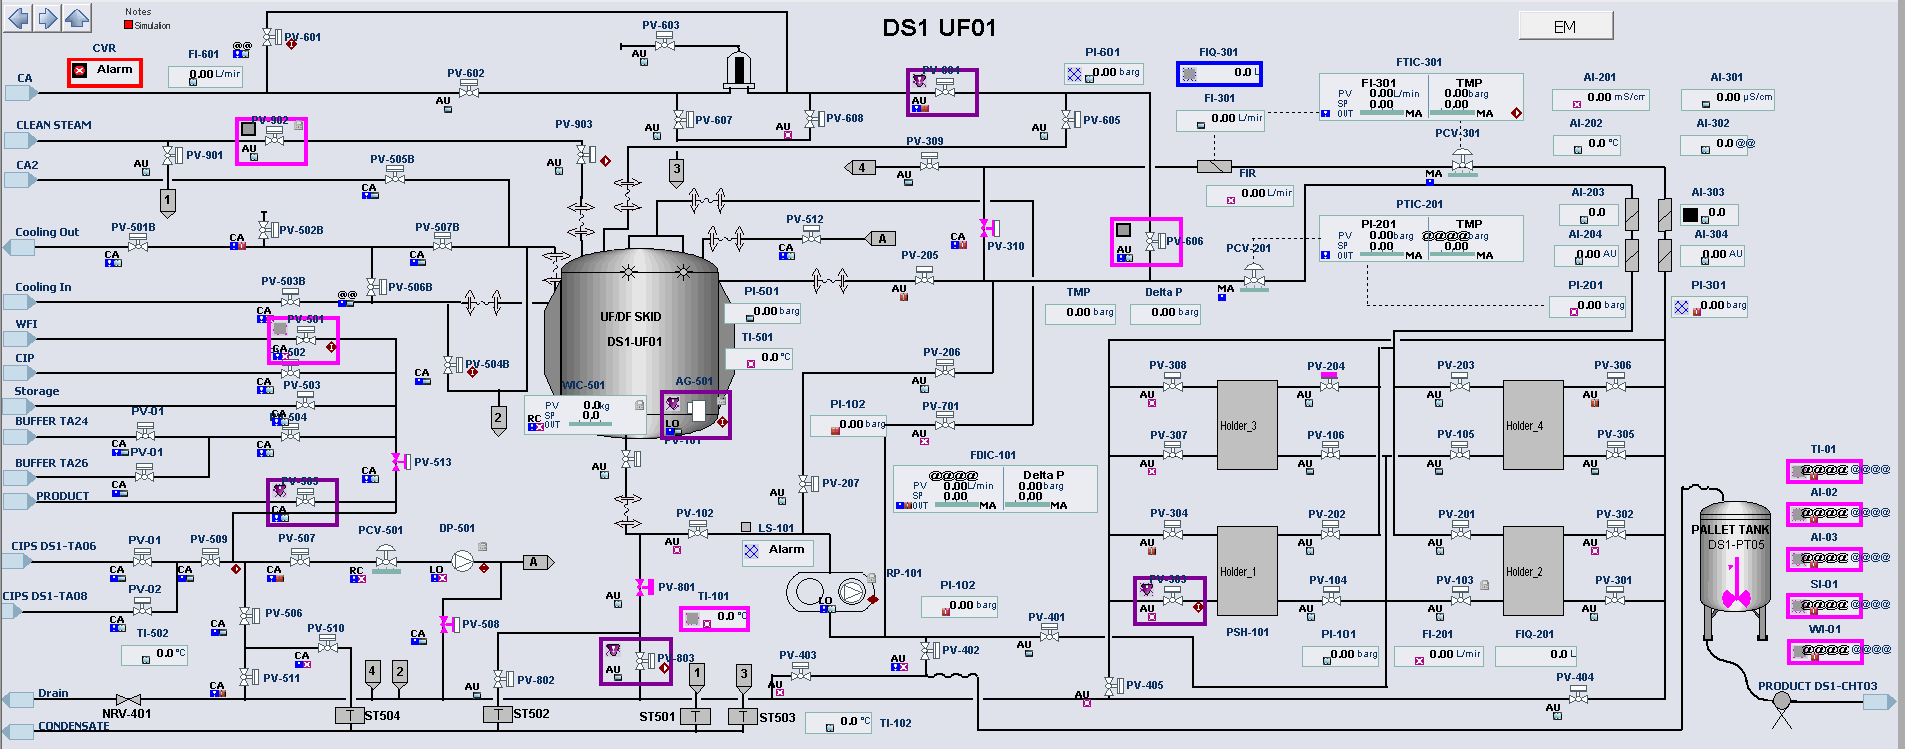 Notes
Simulation
DS1 UF01
EM
CVR
Alarm
FI-601
@@
0.00 L/mir
PV-601
PV-602
AU
PV-603
AU
PV-604
AU
PI-601
0.00 barg
FIQ-301
0.0 L
FI-301
0.00 L/mir
FTIC-301
FI-301
TMP
PV 0.00 L/min 0.00 barg
SP 0.00 0.00
OUT MA MA
AI-201
0.00 mS/cm
AI-301
0.00 µS/cm
AI-202
0.0 °C
AI-302
0.0 @@
CA
CLEAN STEAM
PV-902
AU
PV-901
AU
PV-903
AU
PV-607
AU
PV-608
AU
PV-605
AU
PCV-301
MA
PV-309
AU
4
3
1
FIR
0.00 L/mir
CA2
PV-505B
CA
AI-203
0.0
AI-303
0.0
AI-204
0.00 AU
AI-304
0.00 AU
Cooling Out
PV-501B
CA
CA
PV-502B
PV-507B
CA
PV-512
CA
A
PV-310
CA
PV-606
AU
PCV-201
MA
PTIC-201
PI-201
TMP
PV 0.00 barg @@@@
SP 0.00 0.00
OUT MA MA
PV-205
AU
Cooling In
PV-503B
CA
@@
PV-506B
PI-501
0.00 barg
TMP
0.00 barg
Delta P
0.00 barg
PI-201
0.00 barg
PI-301
0.00 barg
WFI
PV-501
CA
UF/DF SKID
DS1-UF01
TI-501
0.0 °C
CIP
CA
PV-504B
CA
Storage
PV-503
WIC-501
PV 0.0 kg
SP 0.0
OUT
RC
AG-501
LO
PV-101
AU
PV-206
AU
PV-701
AU
PI-102
0.00 barg
2
BUFFER TA24
PV-01
CA
BUFFER TA26
PV-01
CA
PV-513
CA
PRODUCT
PV-505
CA
PV-308
AU
PV-204
AU
PV-203
AU
PV-306
AU
Holder_3
Holder_4
PV-307
AU
PV-106
AU
PV-105
AU
PV-305
AU
FDIC-101
@@@@
Delta P
PV 0.00 L/min 0.00 barg
SP 0.00 0.00
OUT MA MA
PV-207
AU
PV-102
AU
LS-101
Alarm
RP-101
LO
PV-304
AU
PV-202
AU
PV-201
AU
PV-302
AU
Holder_1
Holder_2
PV-303
AU
PV-104
AU
PV-103
AU
PV-301
AU
PSH-101
CIPS DS1-TA06
PV-01
CA
PV-509
CA
PV-507
CA
PCV-501
RC
DP-501
LO
A
CIPS DS1-TA08
PV-02
CA
PV-506
CA
PV-510
CA
PV-508
CA
PV-801
AU
TI-101
0.0 °C
PI-102
0.00 barg
PV-401
AU
TI-502
0.0 °C
PV-511
CA
4
2
PV-802
AU
PV-803
AU
1
3
PV-403
AU
PV-402
AU
PI-101
0.00 barg
FI-201
0.00 L/mir
FIQ-201
0.0 L
PV-405
AU
PV-404
AU
TI-01
@@@@ @@@@
AI-02
@@@@ @@@@
AI-03
@@@@ @@@@
SI-01
@@@@ @@@@
WI-01
@@@@ @@@@
PALLET TANK
DS1-PT05
PRODUCT DS1-CHT03
Drain
NRV-401
CONDENSATE
ST504
ST502
ST501
ST503
0.0 °C
TI-102